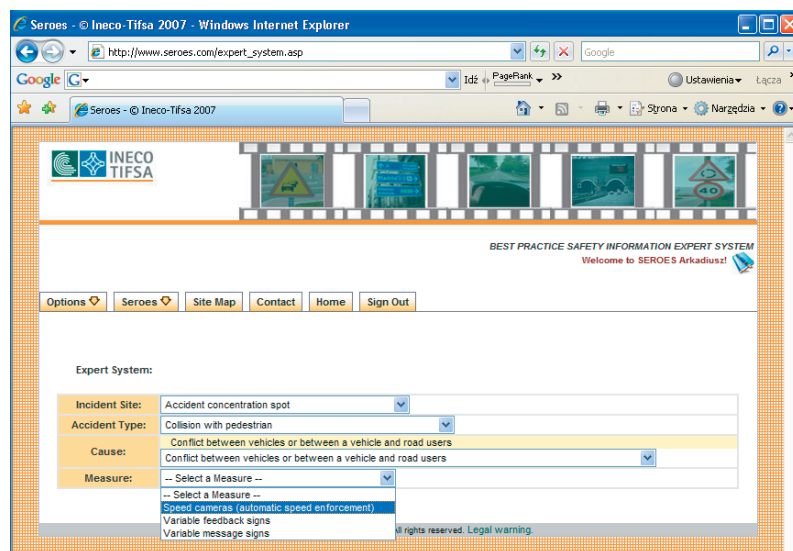 Seroes - © Ineco-Tifsa 2007 - Windows Internet Explorer
http://www.seroes.com/expert_system.asp
Google
Google
G
Idź
PageRank
Ustawienia
Łącza
Seroes - © Ineco-Tifsa 2007
Strona
Narzędzia
INECO
TIFSA
40
BEST PRACTICE SAFETY INFORMATION EXPERT SYSTEM
Welcome to SEROES Arkadiusz!
Options Seroes Site Map Contact Home Sign Out
Expert System:
Incident Site: Accident concentration spot
Accident Type: Collision with pedestrian
Cause: Conflict between vehicles or between a vehicle and road users
Conflict between vehicles or between a vehicle and road users
Measure: -- Select a Measure --
-- Select a Measure --
Speed cameras (automatic speed enforcement)
Variable feedback signs
Variable message signs
All rights reserved. Legal warning.